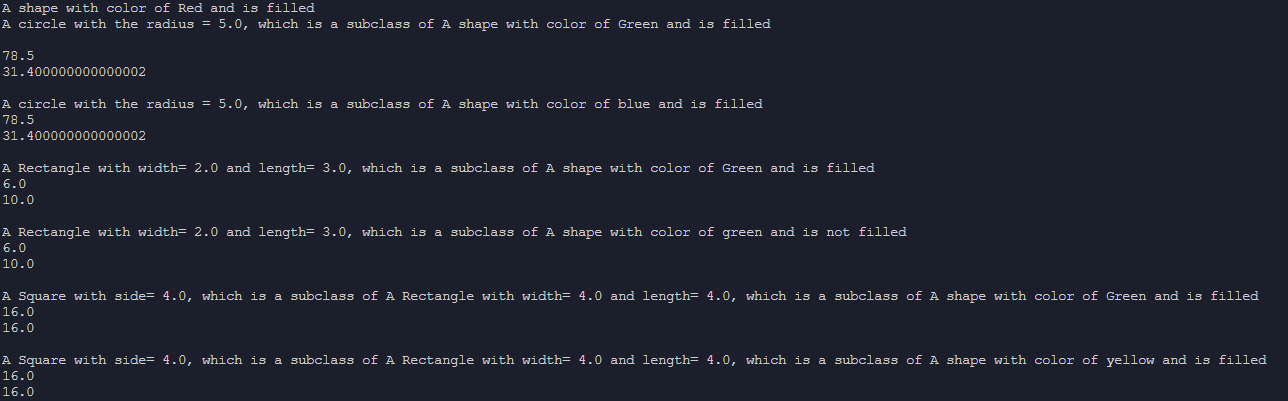 A shape with color of Red and is filled
A circle with the radius = 5.0, which is a subclass of A shape with color of Green and is filled
78.5
31.400000000000002
A circle with the radius = 5.0, which is a subclass of A shape with color of blue and is filled
78.5
31.400000000000002
A Rectangle with width= 2.0 and length= 3.0, which is a subclass of A shape with color of Green and is filled
6.0
10.0
A Rectangle with width= 2.0 and length= 3.0, which is a subclass of A shape with color of green and is not filled
6.0
10.0
A Square with side= 4.0, which is a subclass of A Rectangle with width= 4.0 and length= 4.0, which is a subclass of A shape with color of Green and is filled
16.0
16.0
A Square with side= 4.0, which is a subclass of A Rectangle with width= 4.0 and length= 4.0, which is a subclass of A shape with color of yellow and is filled
16.0
16.0